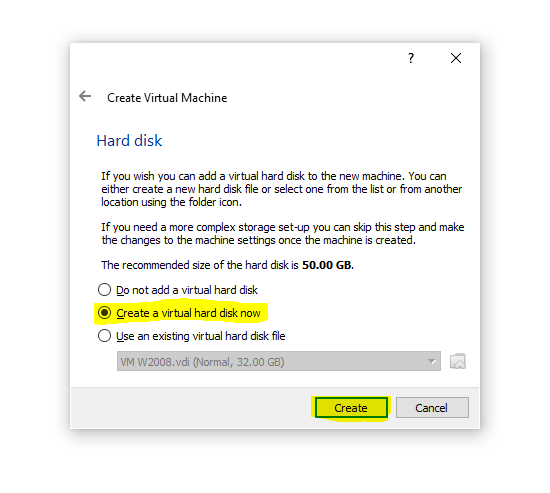 ?
Create Virtual Machine
Hard disk
If you wish you can add a virtual hard disk to the new machine. You can
either create a new hard disk file or select one from the list or from another
location using the folder icon.
If you need a more complex storage set-up you can skip this step and make
the changes to the machine settings once the machine is created.
The recommended size of the hard disk is 50.00 GB.
Do not add a virtual hard disk
Create a virtual hard disk now
Use an existing virtual hard disk file
VM W2008.vdi (Normal, 32.00 GB)
Create Cancel